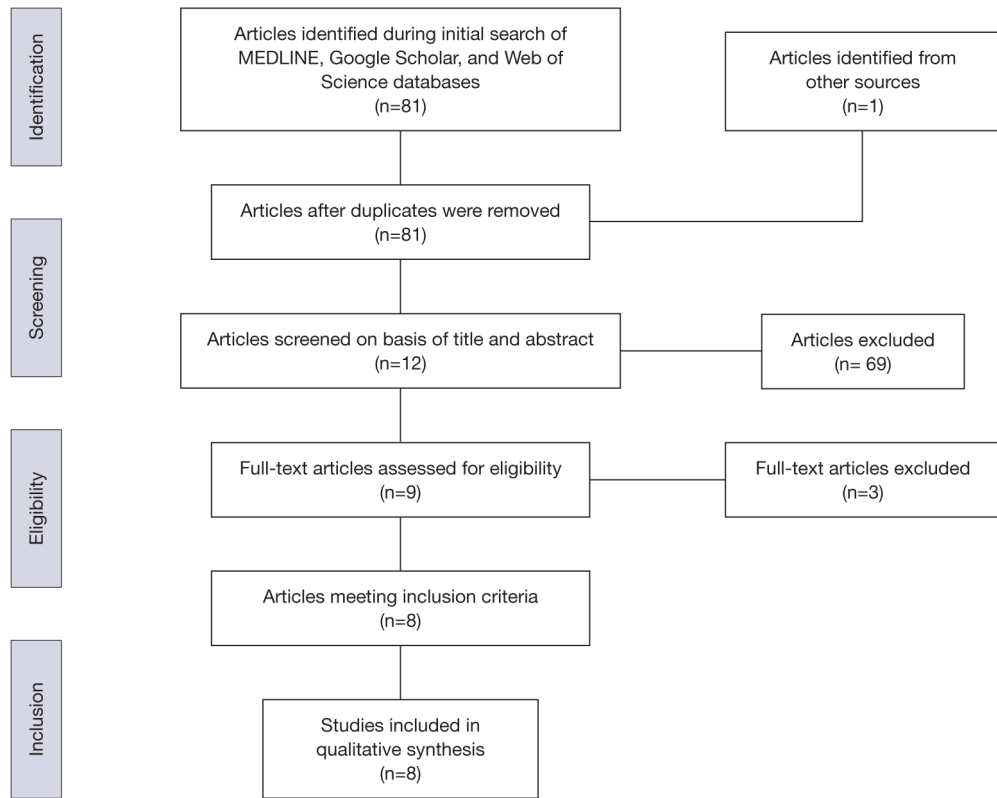 Identification
Articles identified during initial search of
MEDLINE, Google Scholar, and Web of
Science databases
(n=81)
Articles identified from
other sources
(n=1)
Articles after duplicates were removed
(n=81)
Screening
Articles screened on basis of title and abstract
(n=12)
Articles excluded
(n= 69)
Eligibility
Full-text articles assessed for eligibility
(n=9)
Full-text articles excluded
(n=3)
Articles meeting inclusion criteria
(n=8)
Inclusion
Studies included in
qualitative synthesis
(n=8)